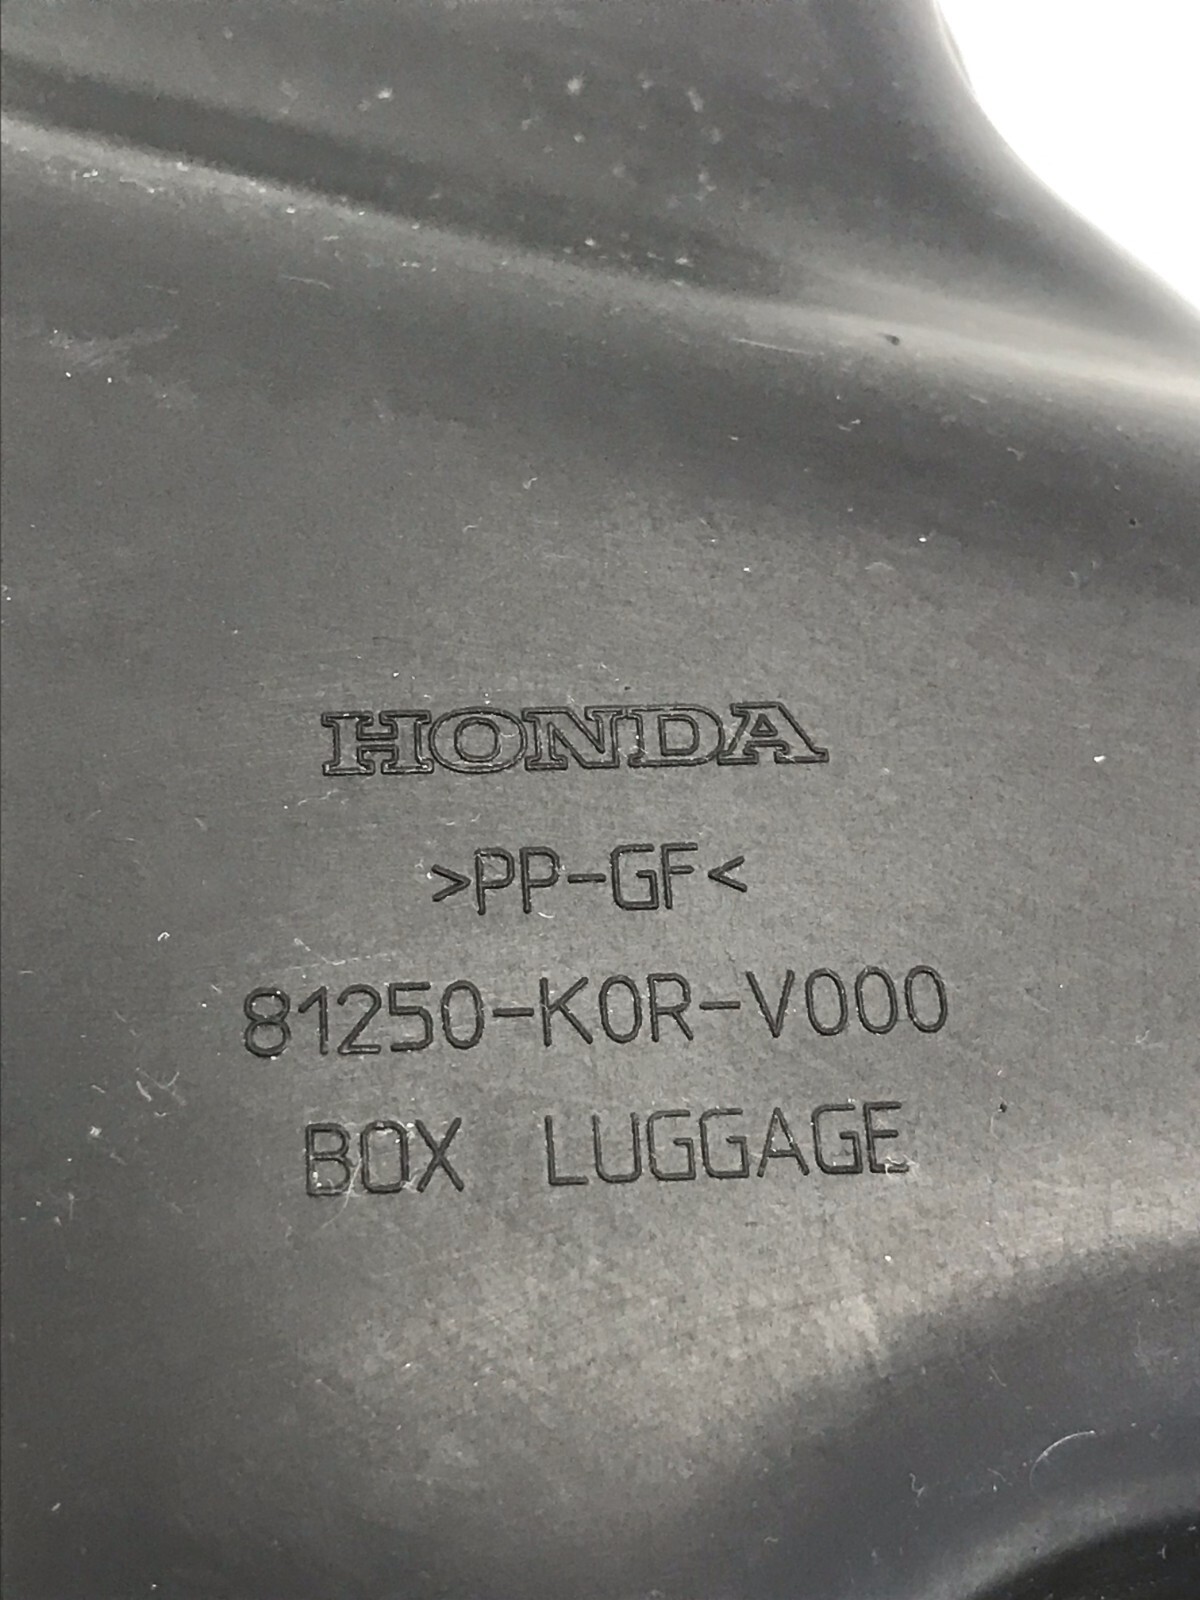 HONDA
>PP-GF<
81250-K0R-V000
BOX LUGGAGE